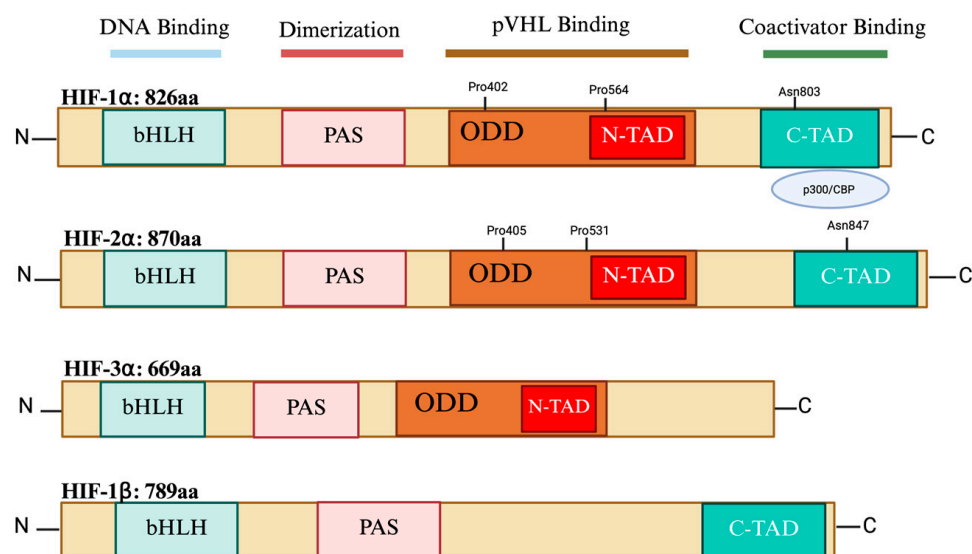 DNA Binding
Dimerization
pVHL Binding
Coactivator Binding
HIF-1α: 826aa
Pro402
Pro564
Asn803
N
bHLH
PAS
ODD
N-TAD
C-TAD
C
p300/CBP
HIF-2α: 870aa
Pro405
Pro531
Asn847
N
bHLH
PAS
ODD
N-TAD
C-TAD
C
HIF-3α: 669aa
N
bHLH
PAS
ODD
N-TAD
C
HIF-1β: 789aa
N
bHLH
PAS
C-TAD
C